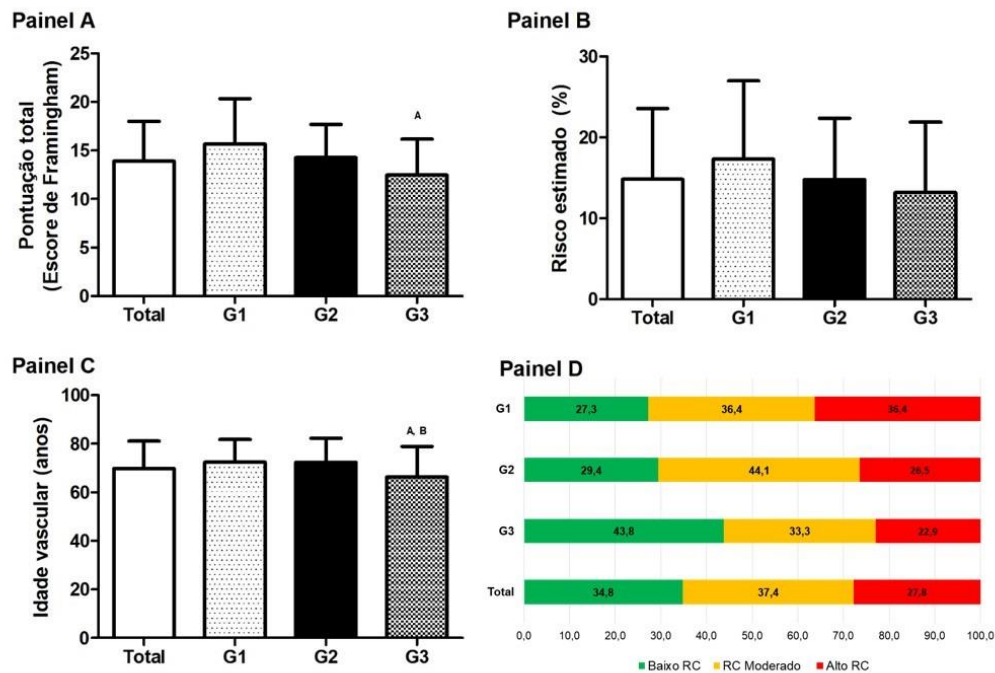 Painel A
Pontuação total
(Escore de Framingham)
25
20
15
10
5
0
A
Total G1 G2 G3
Painel B
Risco estimado (%)
30
20
10
0
Total G1 G2 G3
Painel C
Idade vascular (anos)
100
80
60
40
20
0
A, B
Total G1 G2 G3
Painel D
G1 27,3 36,4 36,4
G2 29,4 44,1 26,5
G3 43,8 33,3 22,9
Total 34,8 37,4 27,8
0,0 10,0 20,0 30,0 40,0 50,0 60,0 70,0 80,0 90,0 100,0
Baixo RC RC Moderado Alto RC